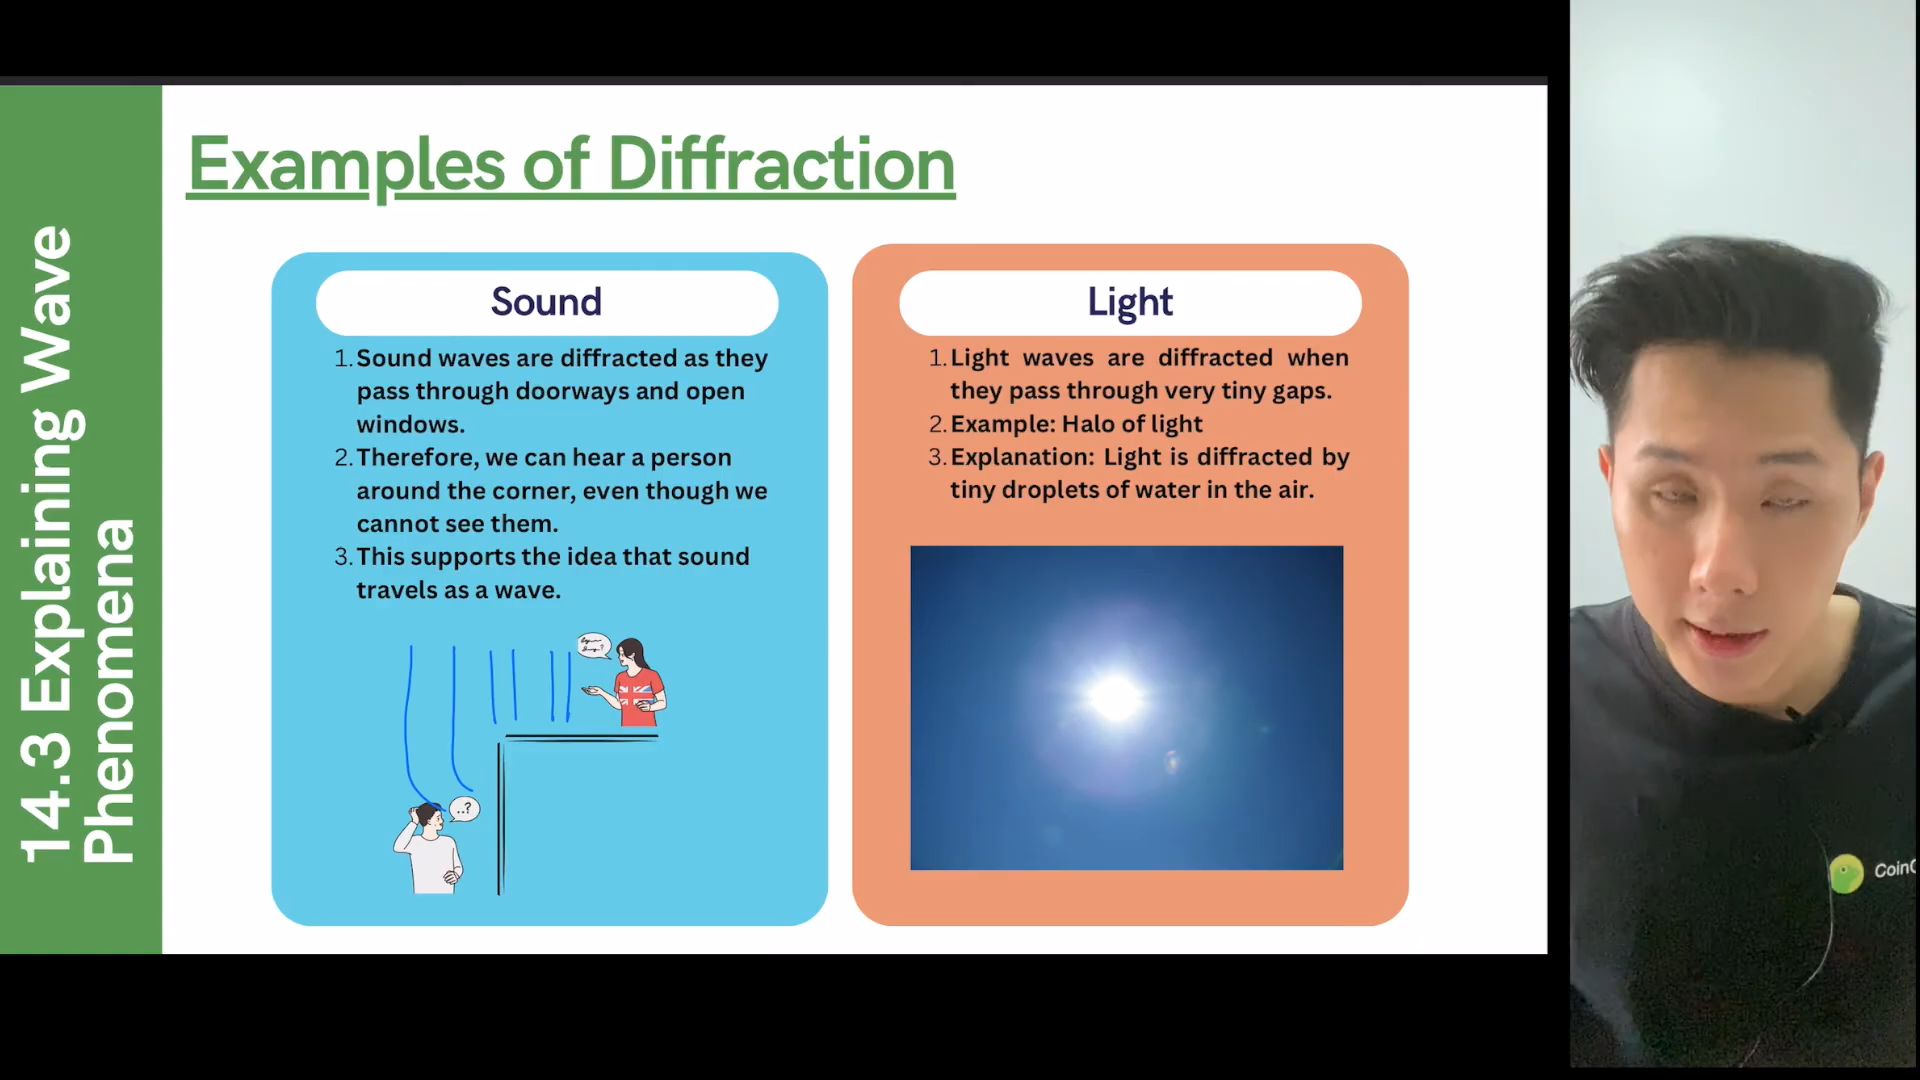 14.3 Explaining Wave
Phenomena
Examples of Diffraction
Sound
1. Sound waves are diffracted as they
pass through doorways and open
windows.
2. Therefore, we can hear a person
around the corner, even though we
cannot see them.
3. This supports the idea that sound
travels as a wave.
..?
Light
1. Light waves are diffracted when
they pass through very tiny gaps.
2. Example: Halo of light
3. Explanation: Light is diffracted by
tiny droplets of water in the air.